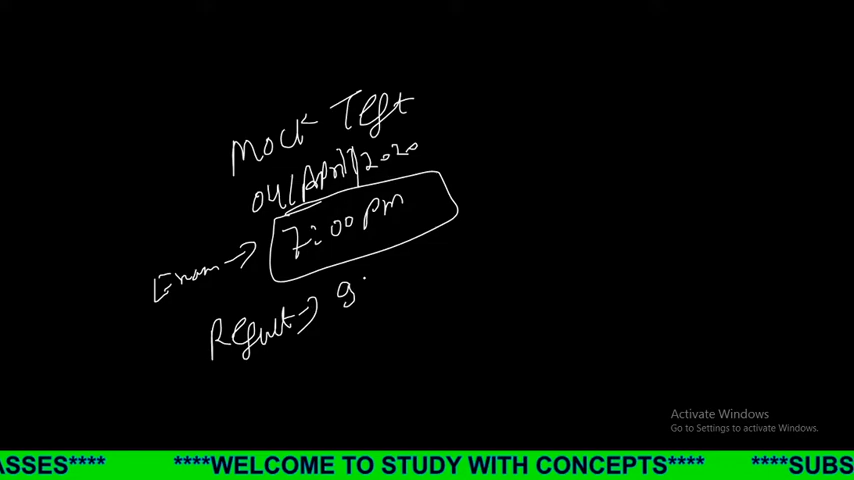 Mock Test
04/April/2020
Exam → 7:00 pm
Result → 9:
Activate Windows
Go to Settings to activate Windows.
ASSES**** ****WELCOME TO STUDY WITH CONCEPTS**** ****SUBS